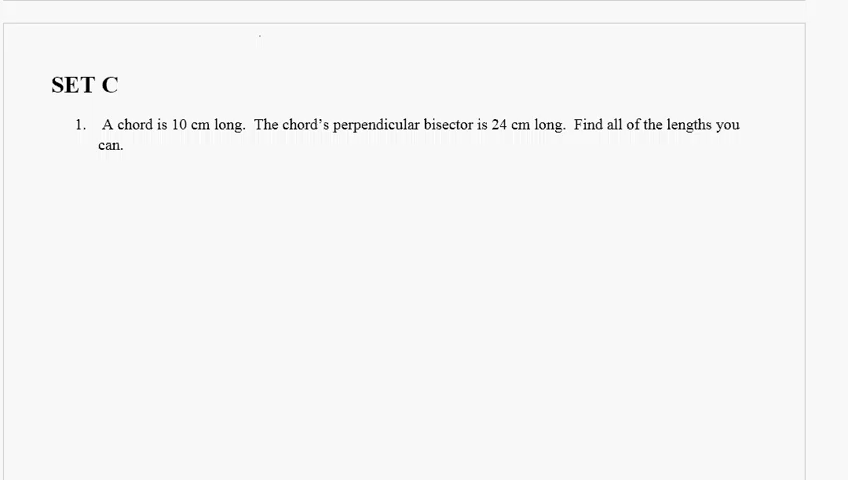 SET C
1. A chord is 10 cm long. The chord's perpendicular bisector is 24 cm long. Find all of the lengths you
can.